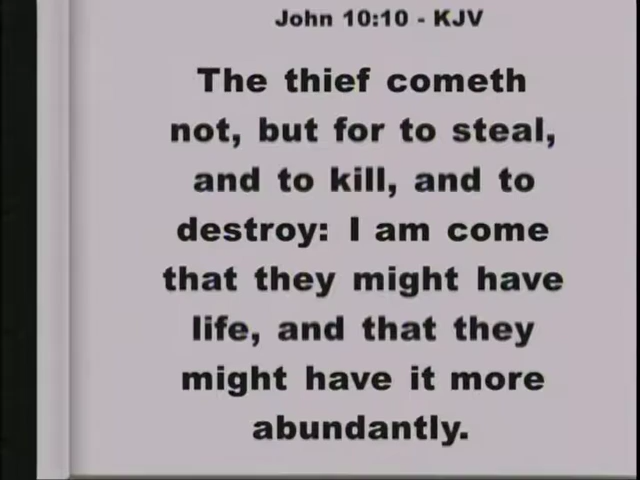 John 10:10 - KJV
The thief cometh
not, but for to steal,
and to kill, and to
destroy: I am come
that they might have
life, and that they
might have it more
abundantly.